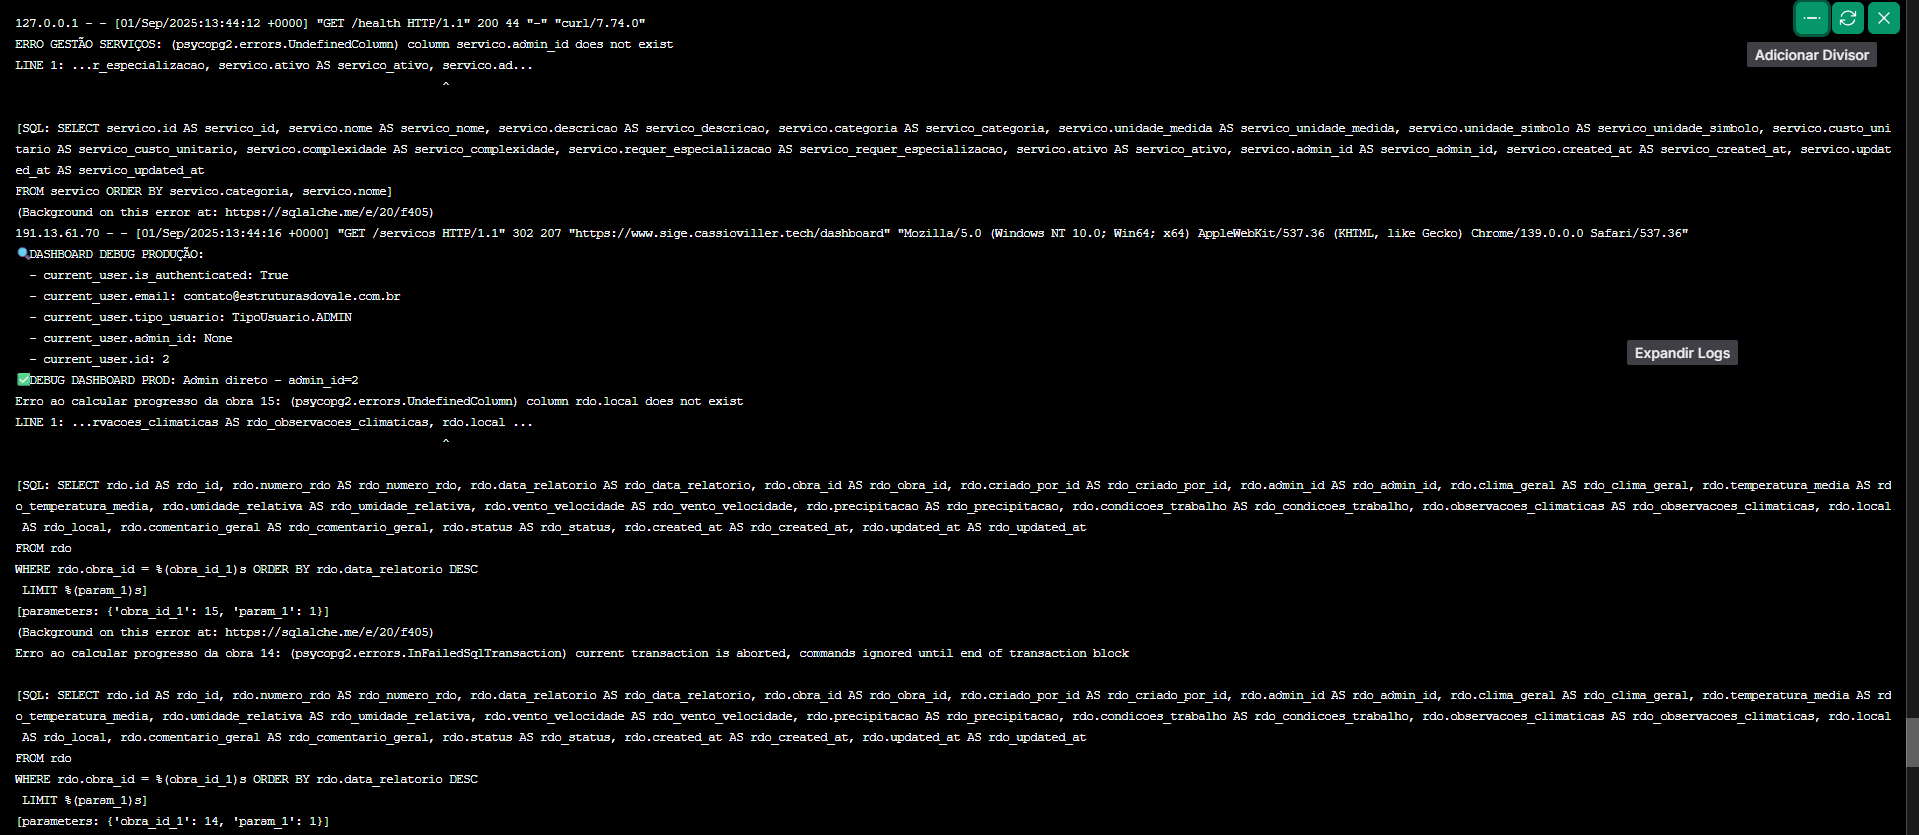 127.0.0.1 - - [01/Sep/2025:13:44:12 +0000] "GET /health HTTP/1.1" 200 44 "-" "curl/7.74.0"
ERRO GESTÃO SERVIÇOS: (psycopg2.errors.UndefinedColumn) column servico.admin_id does not exist
Adicionar Divisor
LINE 1: ...r_especializacao, servico.ativo AS servico_ativo, servico.ad...
^
[SQL: SELECT servico.id AS servico_id, servico.nome AS servico_nome, servico.descricao AS servico_descricao, servico.categoria AS servico_categoria, servico.unidade_medida AS servico_unidade_medida, servico.unidade_simbolo AS servico_unidade_simbolo, servico.custo_uni
tario AS servico_custo_unitario, servico.complexidade AS servico_complexidade, servico.requer_especializacao AS servico_requer_especializacao, servico.ativo AS servico_ativo, servico.admin_id AS servico_admin_id, servico.created_at AS servico_created_at, servico.updat
ed_at AS servico_updated_at
FROM servico ORDER BY servico.categoria, servico.nome]
(Background on this error at: https://sqlalche.me/e/20/f405)
191.13.61.70 - - [01/Sep/2025:13:44:16 +0000] "GET /servicos HTTP/1.1" 302 207 "https://www.sige.cassioviller.tech/dashboard" "Mozilla/5.0 (Windows NT 10.0; Win64; x64) AppleWebKit/537.36 (KHTML, like Gecko) Chrome/139.0.0.0 Safari/537.36"
🔍DASHBOARD DEBUG PRODUÇÃO:
- current_user.is_authenticated: True
- current_user.email: contato@estruturasdovale.com.br
- current_user.tipo_usuario: TipoUsuario.ADMIN
- current_user.admin_id: None
Expandir Logs
- current_user.id: 2
✅DEBUG DASHBOARD PROD: Admin direto - admin_id=2
Erro ao calcular progresso da obra 15: (psycopg2.errors.UndefinedColumn) column rdo.local does not exist
LINE 1: ...rvacoes_climaticas AS rdo_observacoes_climaticas, rdo.local ...
^
[SQL: SELECT rdo.id AS rdo_id, rdo.numero_rdo AS rdo_numero_rdo, rdo.data_relatorio AS rdo_data_relatorio, rdo.obra_id AS rdo_obra_id, rdo.criado_por_id AS rdo_criado_por_id, rdo.admin_id AS rdo_admin_id, rdo.clima_geral AS rdo_clima_geral, rdo.temperatura_media AS rd
o_temperatura_media, rdo.umidade_relativa AS rdo_umidade_relativa, rdo.vento_velocidade AS rdo_vento_velocidade, rdo.precipitacao AS rdo_precipitacao, rdo.condicoes_trabalho AS rdo_condicoes_trabalho, rdo.observacoes_climaticas AS rdo_observacoes_climaticas, rdo.local
AS rdo_local, rdo.comentario_geral AS rdo_comentario_geral, rdo.status AS rdo_status, rdo.created_at AS rdo_created_at, rdo.updated_at AS rdo_updated_at
FROM rdo
WHERE rdo.obra_id = %(obra_id_1)s ORDER BY rdo.data_relatorio DESC
LIMIT %(param_1)s]
[parameters: {'obra_id_1': 15, 'param_1': 1}]
(Background on this error at: https://sqlalche.me/e/20/f405)
Erro ao calcular progresso da obra 14: (psycopg2.errors.InFailedSqlTransaction) current transaction is aborted, commands ignored until end of transaction block
[SQL: SELECT rdo.id AS rdo_id, rdo.numero_rdo AS rdo_numero_rdo, rdo.data_relatorio AS rdo_data_relatorio, rdo.obra_id AS rdo_obra_id, rdo.criado_por_id AS rdo_criado_por_id, rdo.admin_id AS rdo_admin_id, rdo.clima_geral AS rdo_clima_geral, rdo.temperatura_media AS rd
o_temperatura_media, rdo.umidade_relativa AS rdo_umidade_relativa, rdo.vento_velocidade AS rdo_vento_velocidade, rdo.precipitacao AS rdo_precipitacao, rdo.condicoes_trabalho AS rdo_condicoes_trabalho, rdo.observacoes_climaticas AS rdo_observacoes_climaticas, rdo.local
AS rdo_local, rdo.comentario_geral AS rdo_comentario_geral, rdo.status AS rdo_status, rdo.created_at AS rdo_created_at, rdo.updated_at AS rdo_updated_at
FROM rdo
WHERE rdo.obra_id = %(obra_id_1)s ORDER BY rdo.data_relatorio DESC
LIMIT %(param_1)s]
[parameters: {'obra_id_1': 14, 'param_1': 1}]